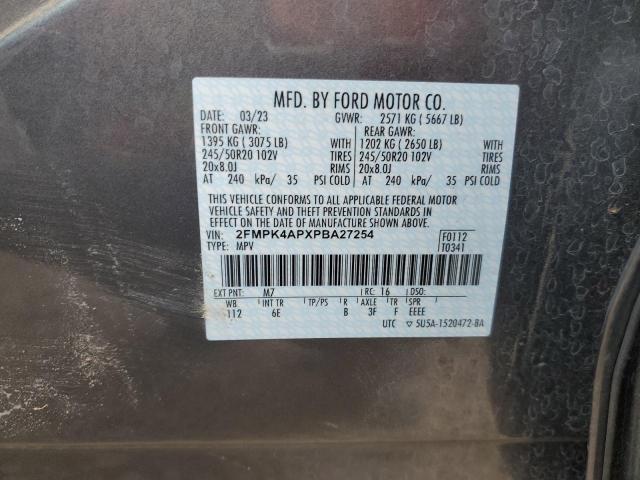 MFD. BY FORD MOTOR CO.
DATE: 03/23 GVWR: 2571 KG ( 5667 LB)
FRONT GAWR: REAR GAWR:
1395 KG ( 3075 LB) WITH 1202 KG ( 2650 LB) WITH
245/50R20 102V TIRES 245/50R20 102V TIRES
20x8.0J RIMS 20x8.0J RIMS
AT 240 kPa/ 35 PSI COLD AT 240 kPa/ 35 PSI COLD
THIS VEHICLE CONFORMS TO ALL APPLICABLE FEDERAL MOTOR
VEHICLE SAFETY AND THEFT PREVENTION STANDARDS IN
EFFECT ON THE DATE OF MANUFACTURE SHOWN ABOVE.
VIN: 2FMPK4APXPBA27254 F0112
TYPE: MPV T0341
EXT PNT: M7 RC: 16 DSO:
WB INT TR TP/PS R AXLE TR SPR
112 6E B 3F F EEEE
UTC 5U5A-1520472-BA